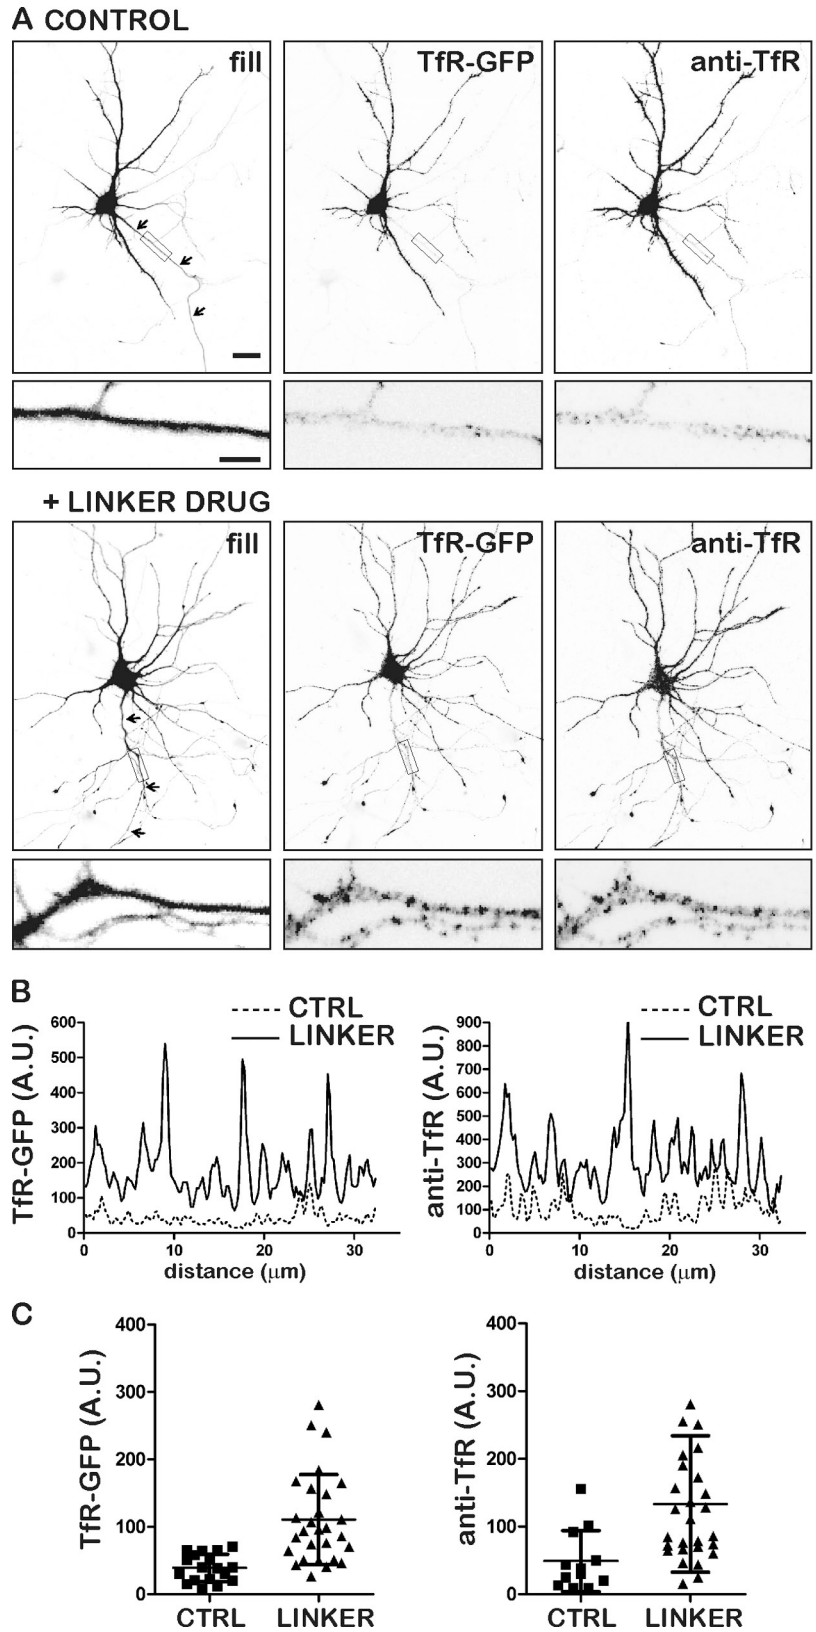 A CONTROL
fill
TfR-GFP
anti-TfR
+ LINKER DRUG
fill
TfR-GFP
anti-TfR
B
CTRL
LINKER
TfR-GFP (A.U.)
600
500
400
300
200
100
0
0 10 20 30
distance (µm)
CTRL
LINKER
anti-TfR (A.U.)
900
800
700
600
500
400
300
200
100
0
0 10 20 30
distance (µm)
C
TfR-GFP (A.U.)
400
300
200
100
0
CTRL LINKER
anti-TfR (A.U.)
400
300
200
100
0
CTRL LINKER